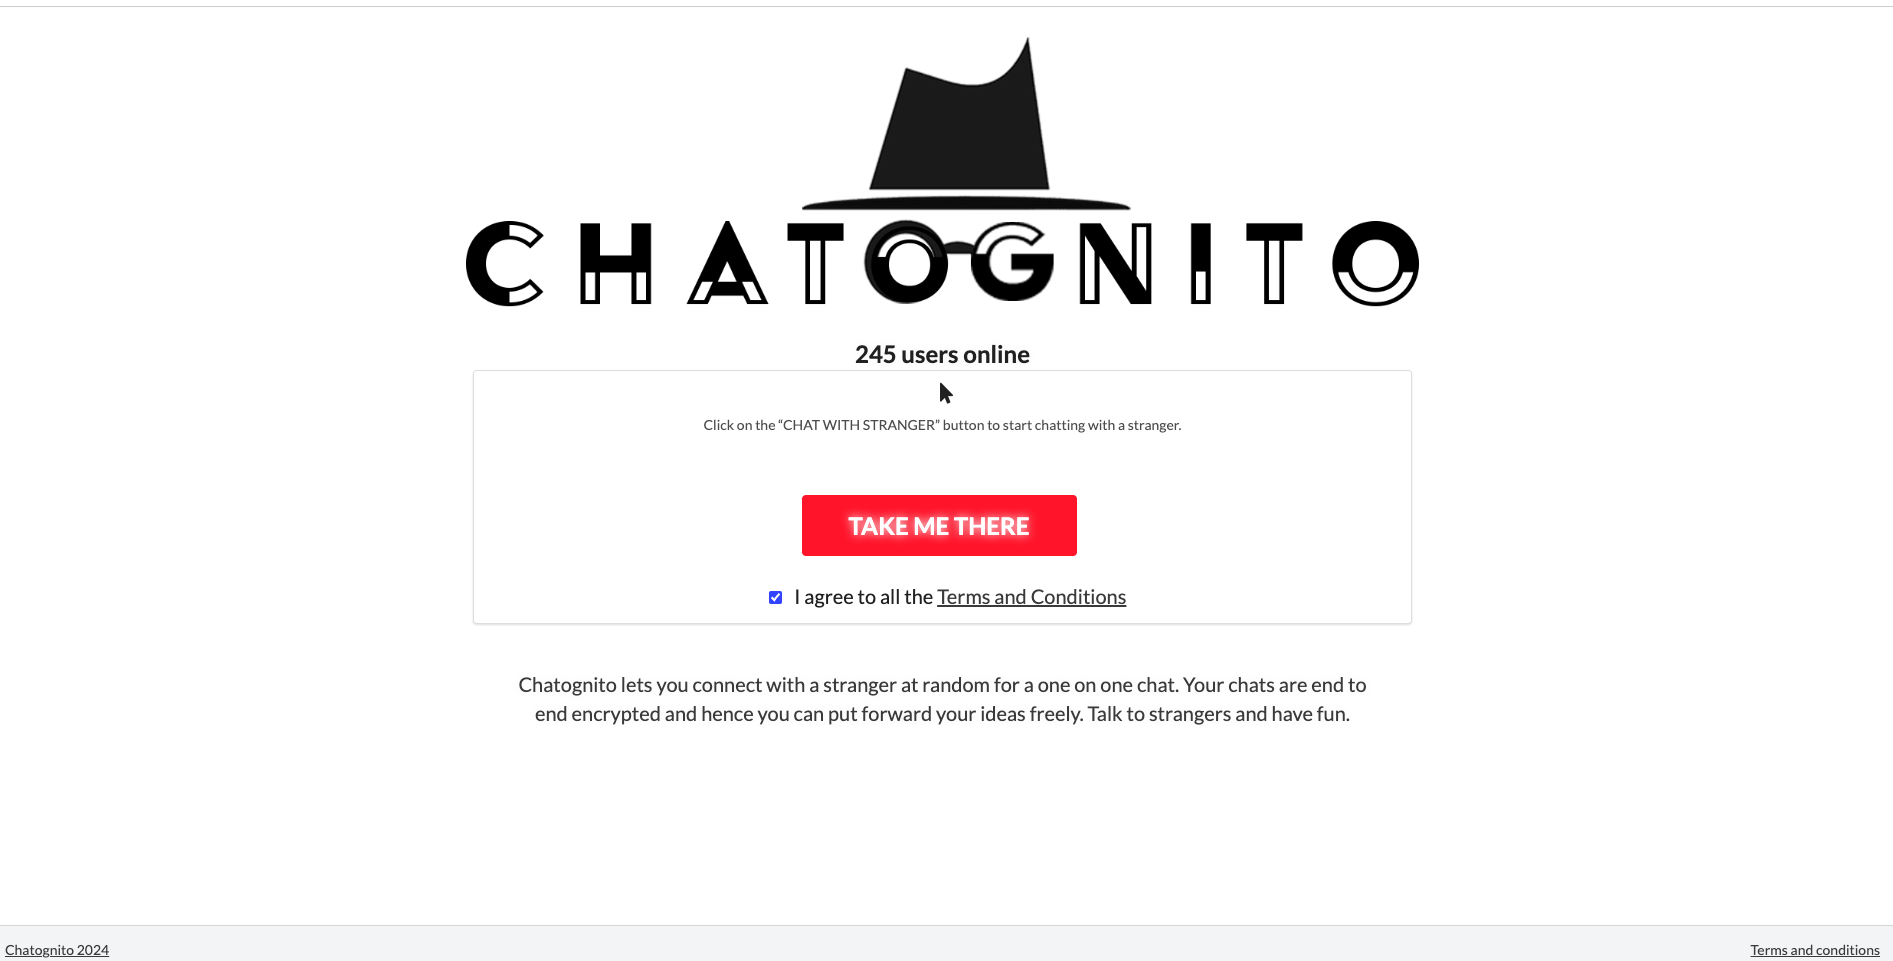 CHATOGNITO
245 users online
Click on the “CHAT WITH STRANGER” button to start chatting with a stranger.
TAKE ME THERE
I agree to all the Terms and Conditions
Chatognito lets you connect with a stranger at random for a one on one chat. Your chats are end to
end encrypted and hence you can put forward your ideas freely. Talk to strangers and have fun.
Chatognito 2024
Terms and conditions